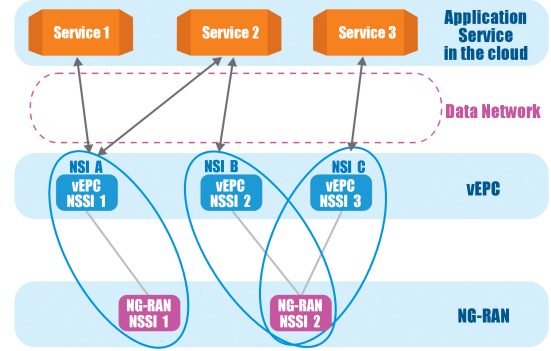 Service 1
Service 2
Service 3
Application
Service
in the cloud
Data Network
NSI A
NSI B
NSI C
vEPC
NSSI 1
vEPC
NSSI 2
vEPC
NSSI 3
vEPC
NG-RAN
NSSI 1
NG-RAN
NSSI 2
NG-RAN